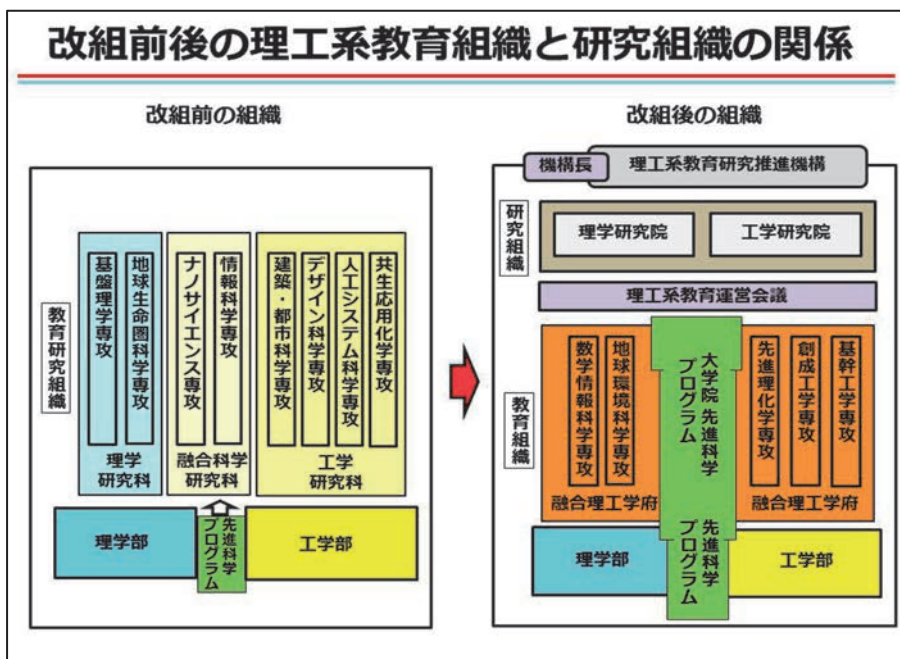 改組前後の理工系教育組織と研究組織の関係
改組前の組織
教育研究組織
基盤理学専攻
地球生命圏科学専攻
理学
研究科
ナノサイエンス専攻
情報科学専攻
融合科学
研究科
建築・都市科学専攻
デザイン科学専攻
人工システム科学専攻
共生応用化学専攻
工学
研究科
理学部
先進科学
プログラム
工学部
改組後の組織
機構長
理工系教育研究推進機構
研究組織
理学研究院
工学研究院
理工系教育運営会議
教育組織
数学情報科学専攻
地球環境科学専攻
融合理工学府
大学院 先進科学
プログラム
先進理化学専攻
創成工学専攻
基幹工学専攻
融合理工学府
理学部
先進科学
プログラム
工学部